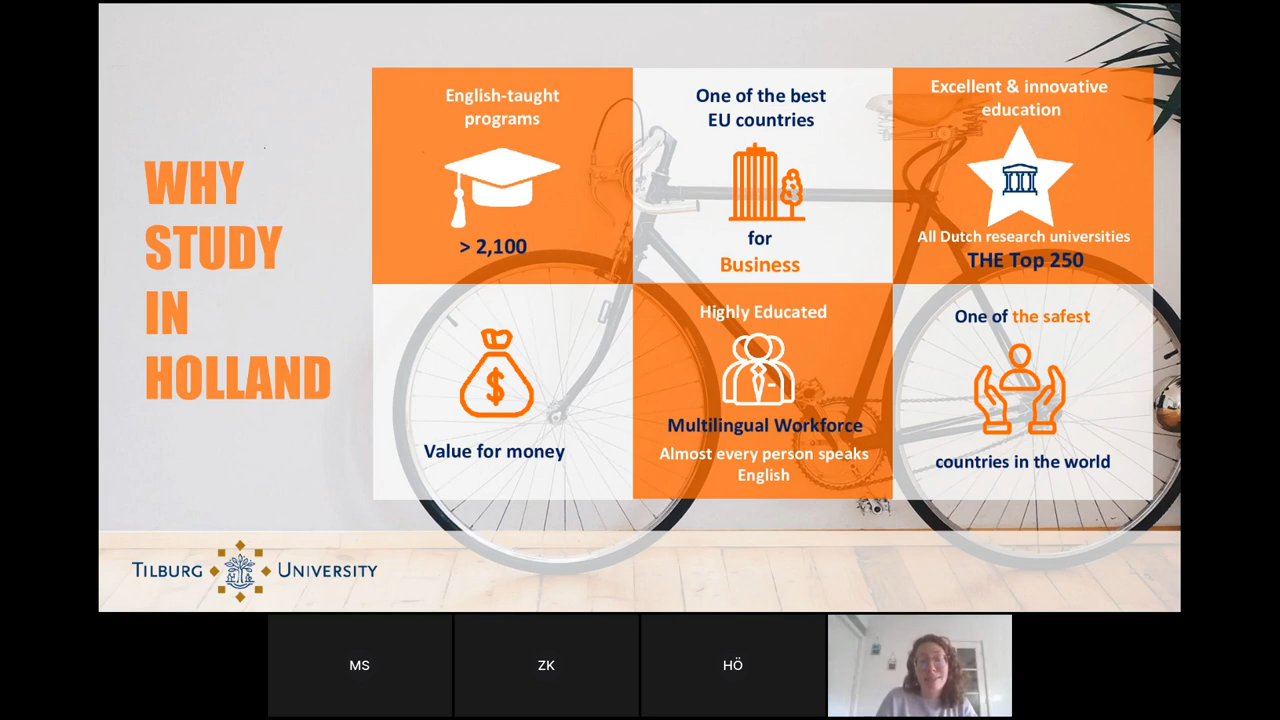 WHY
STUDY
IN
HOLLAND
English-taught
programs
> 2,100
One of the best
EU countries
for
Business
Excellent & innovative
education
All Dutch research universities
THE Top 250
$
Value for money
Highly Educated
Multilingual Workforce
Almost every person speaks
English
One of the safest
countries in the world
TILBURG UNIVERSITY
MS
ZK
HÖ